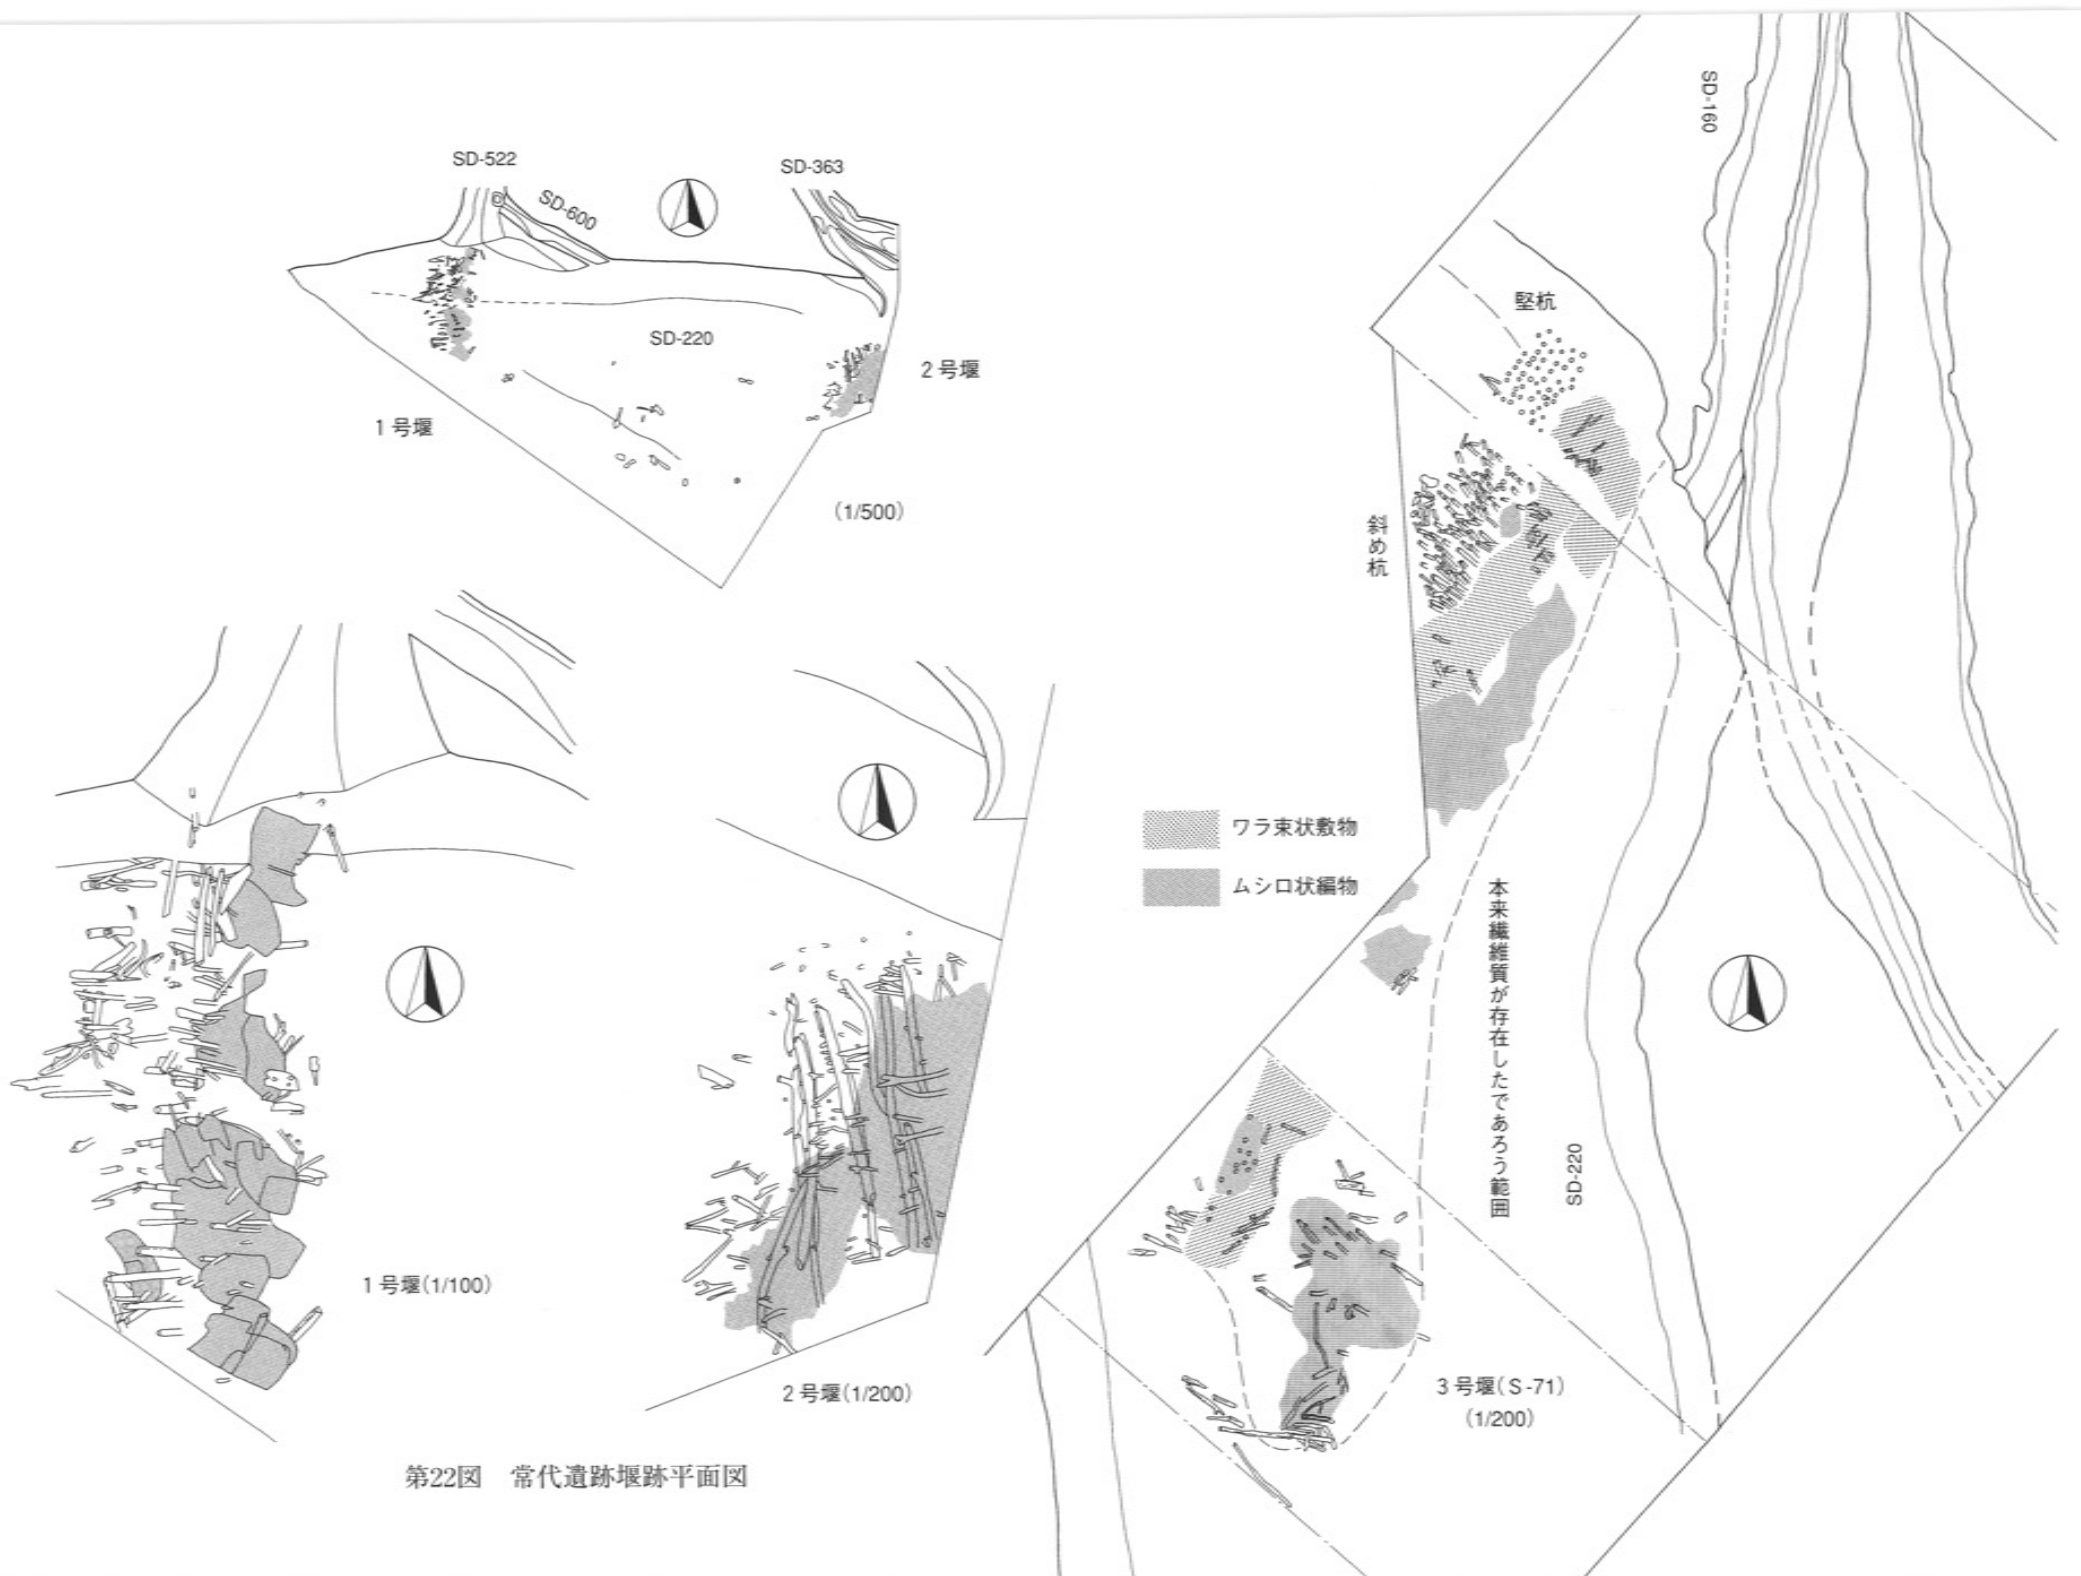 SD-522
SD-600
SD-363
SD-220
1号堰
2号堰
(1/500)
1号堰(1/100)
2号堰(1/200)
第22図 常代遺跡堰跡平面図
SD-160
堅杭
斜め杭
ワラ束状敷物
ムシロ状編物
本来繊維質が存在したであろう範囲
SD-220
3号堰(S-71)
(1/200)